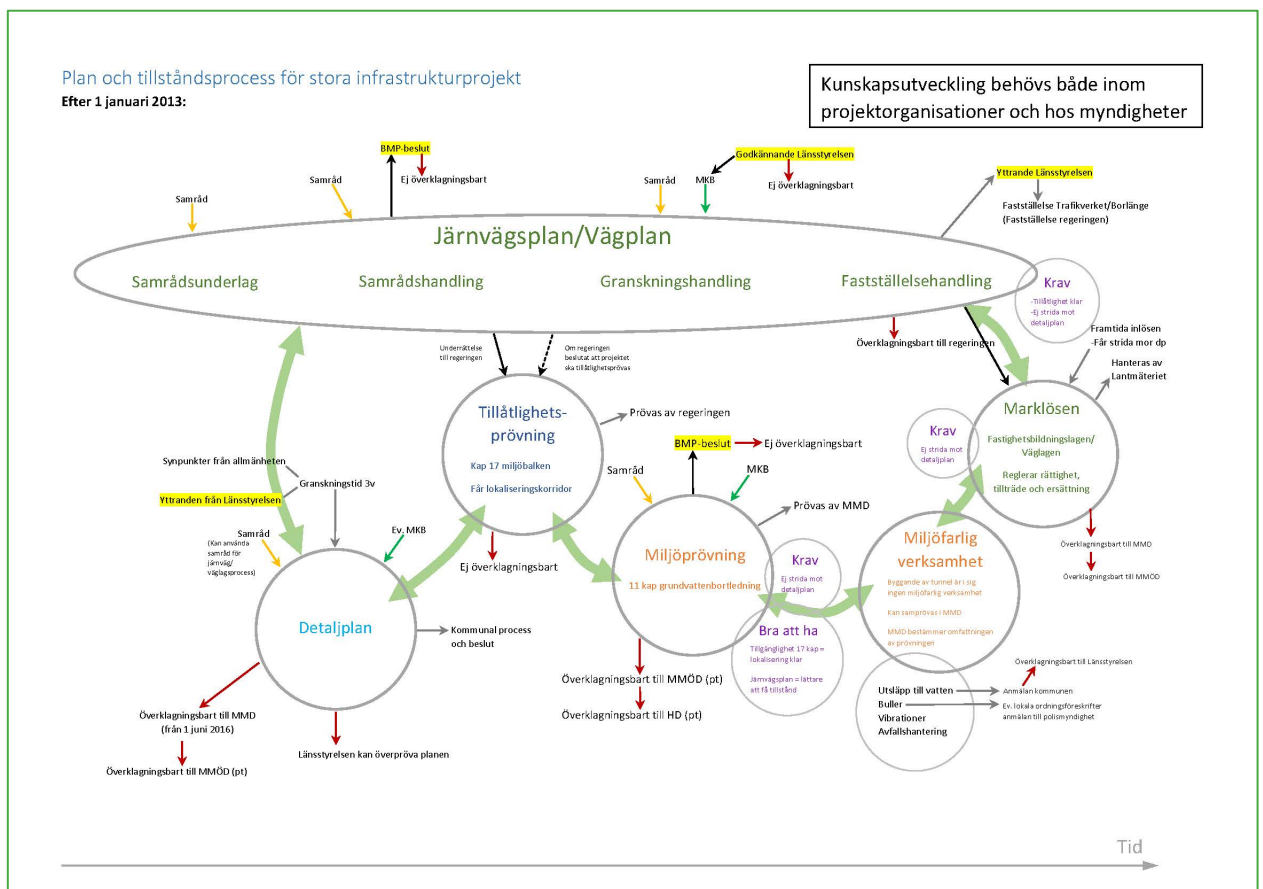 Plan och tillståndsprocess för stora infrastrukturprojekt
Efter 1 januari 2013:
Kunskapsutveckling behövs både inom
projektorganisationer och hos myndigheter
BMP-beslut
Ej överklagningsbart
Samråd
Samråd
Godkännande Länsstyrelsen
Samråd
MKB
Ej överklagningsbart
Yttrande Länsstyrelsen
Fastställelse Trafikverket/Borlänge
(Fastställelse regeringen)
Järnvägsplan/Vägplan
Samrådsunderlag
Samrådshandling
Granskningshandling
Fastställelsehandling
Krav
-Tillåtlighet klar
-Ej strida mot
detaljplan
Underrättelse
till regeringen
Om regeringen
beslutat att projektet
ska tillåtlighetsprövas
Överklagningsbart till regeringen
Framtida inlösen
-Får strida mor dp
Hanteras av
Lantmäteriet
Tillåtlighets-
prövning
Kap 17 miljöbalken
Får lokaliseringskorridor
Prövas av regeringen
Ej överklagningsbart
Marklösen
Fastighetsbildningslagen/
Väglagen
Reglerar rättighet,
tillträde och ersättning
Krav
Ej strida mot
detaljplan
Överklagningsbart till MMD
Överklagningsbart till MMÖD
Synpunkter från allmänheten
Granskningstid 3v
Yttranden från Länsstyrelsen
Samråd
(Kan använda
samråd för
järnväg/
väglagsprocess)
Ev. MKB
Detaljplan
Kommunal process
och beslut
Överklagningsbart till MMD
(från 1 juni 2016)
Överklagningsbart till MMÖD (pt)
Länsstyrelsen kan överpröva planen
BMP-beslut
Ej överklagningsbart
Samråd
MKB
Prövas av MMD
Miljöprövning
11 kap grundvattenbortledning
Överklagningsbart till MMÖD (pt)
Överklagningsbart till HD (pt)
Krav
Ej strida mot
detaljplan
Bra att ha
Tillgänglighet 17 kap =
lokalisering klar
Järnvägsplan = lättare
att få tillstånd
Miljöfarlig
verksamhet
Byggande av tunnel är i sig
ingen miljöfarlig verksamhet
Kan samprövas i MMD
MMD bestämmer omfattningen
av prövningen
Utsläpp till vatten
Buller
Vibrationer
Avfallshantering
Överklagningsbart till Länsstyrelsen
Anmälan kommunen
Ev. lokala ordningsföreskrifter
anmälan till polismyndighet
Tid